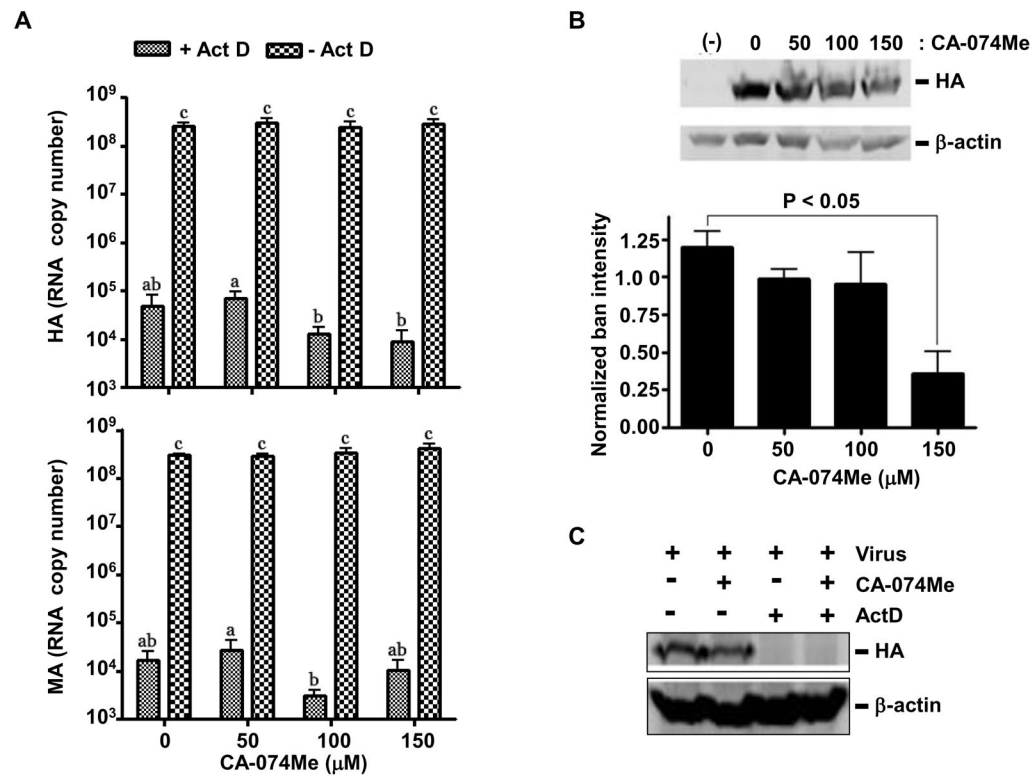 A
+ Act D - Act D
HA (RNA copy number)
10⁹
10⁸
10⁷
10⁶
10⁵
10⁴
10³
c c c c
ab a b b
MA (RNA copy number)
10⁹
10⁸
10⁷
10⁶
10⁵
10⁴
10³
c c c c
ab a b ab
0 50 100 150
CA-074Me (µM)
B
(-) 0 50 100 150 : CA-074Me
HA
β-actin
P < 0.05
Normalized ban intensity
1.25
1.0 0
0.75
0.50
0.25
0.00
0 50 100 150
CA-074Me (µM)
C
+ + + + Virus
- + - + CA-074Me
- - + + ActD
HA
β-actin